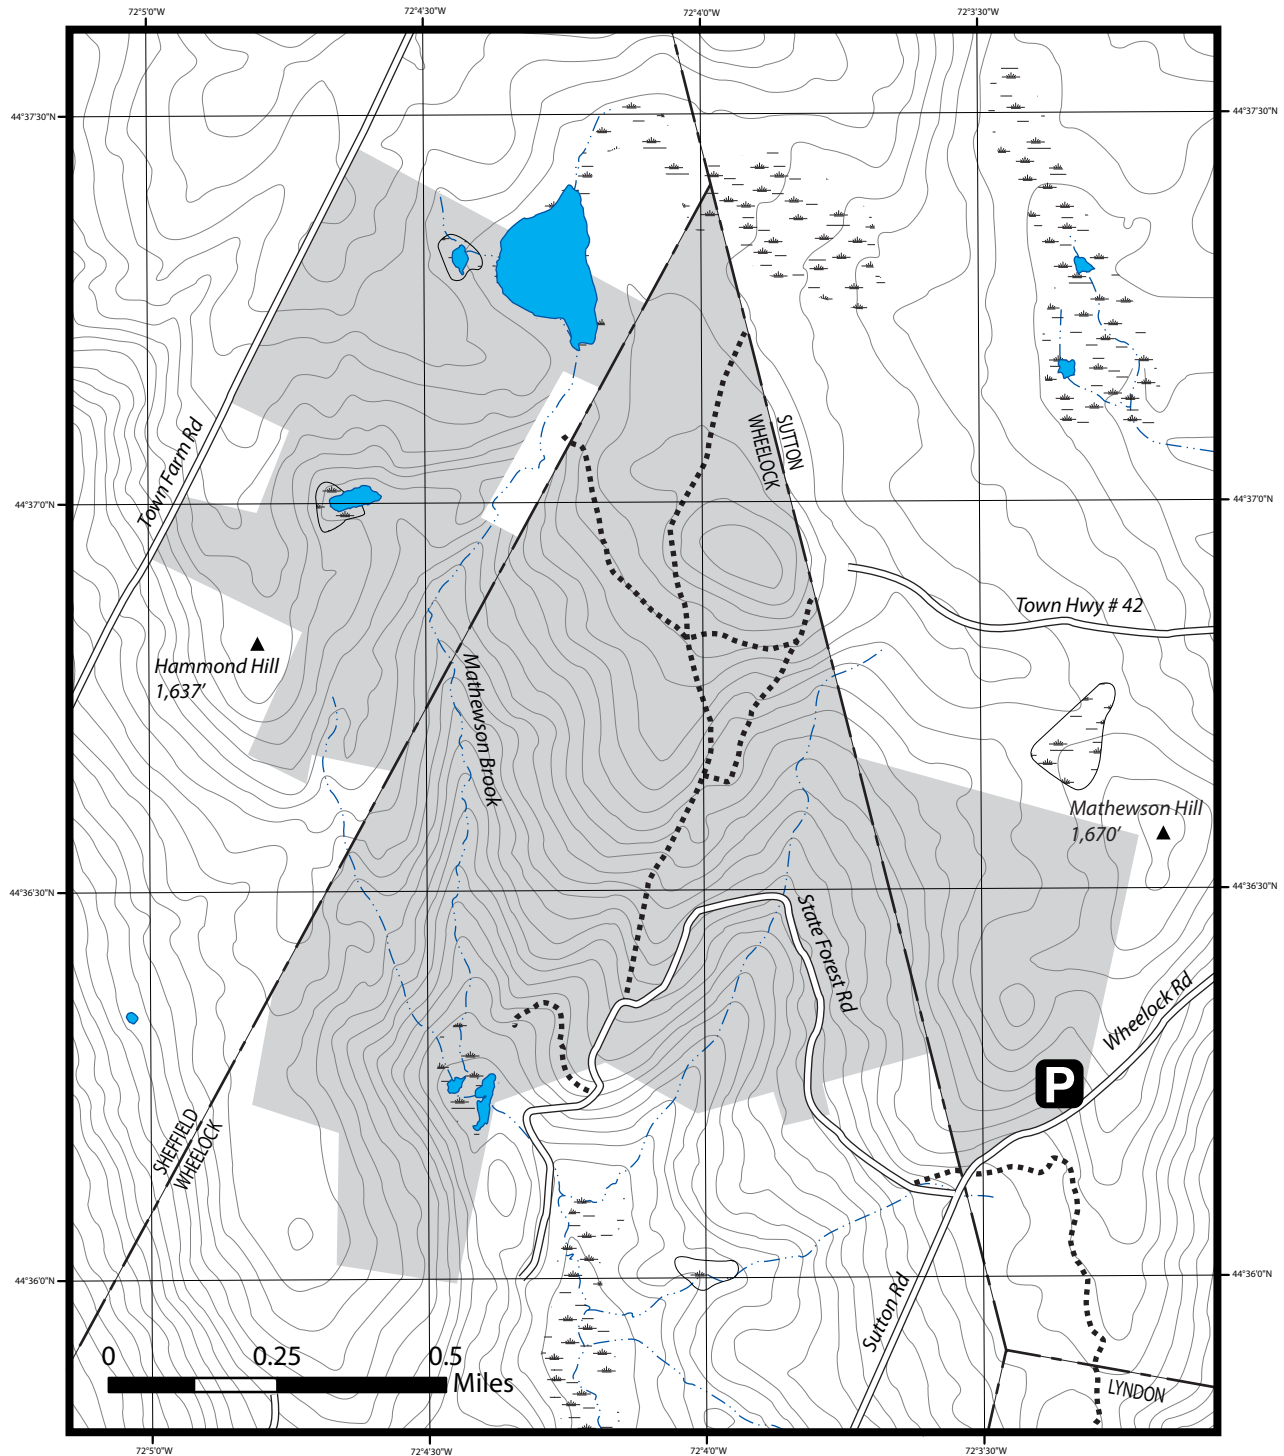 72°5'0"W
72°4'30"W
72°4'0"W
72°3'30"W
44°37'30"N
44°37'30"N
Town Farm Rd
SUTTON
WHEELOCK
44°37'0"N
44°37'0"N
Town Hwy # 42
Hammond Hill
1,637'
Mathewson Brook
Mathewson Hill
1,670'
44°36'30"N
44°36'30"N
State Forest Rd
Wheelock Rd
P
SHEFFIELD
WHEELOCK
44°36'0"N
44°36'0"N
Sutton Rd
0 0.25 0.5
Miles
LYNDON
72°5'0"W
72°4'30"W
72°4'0"W
72°3'30"W